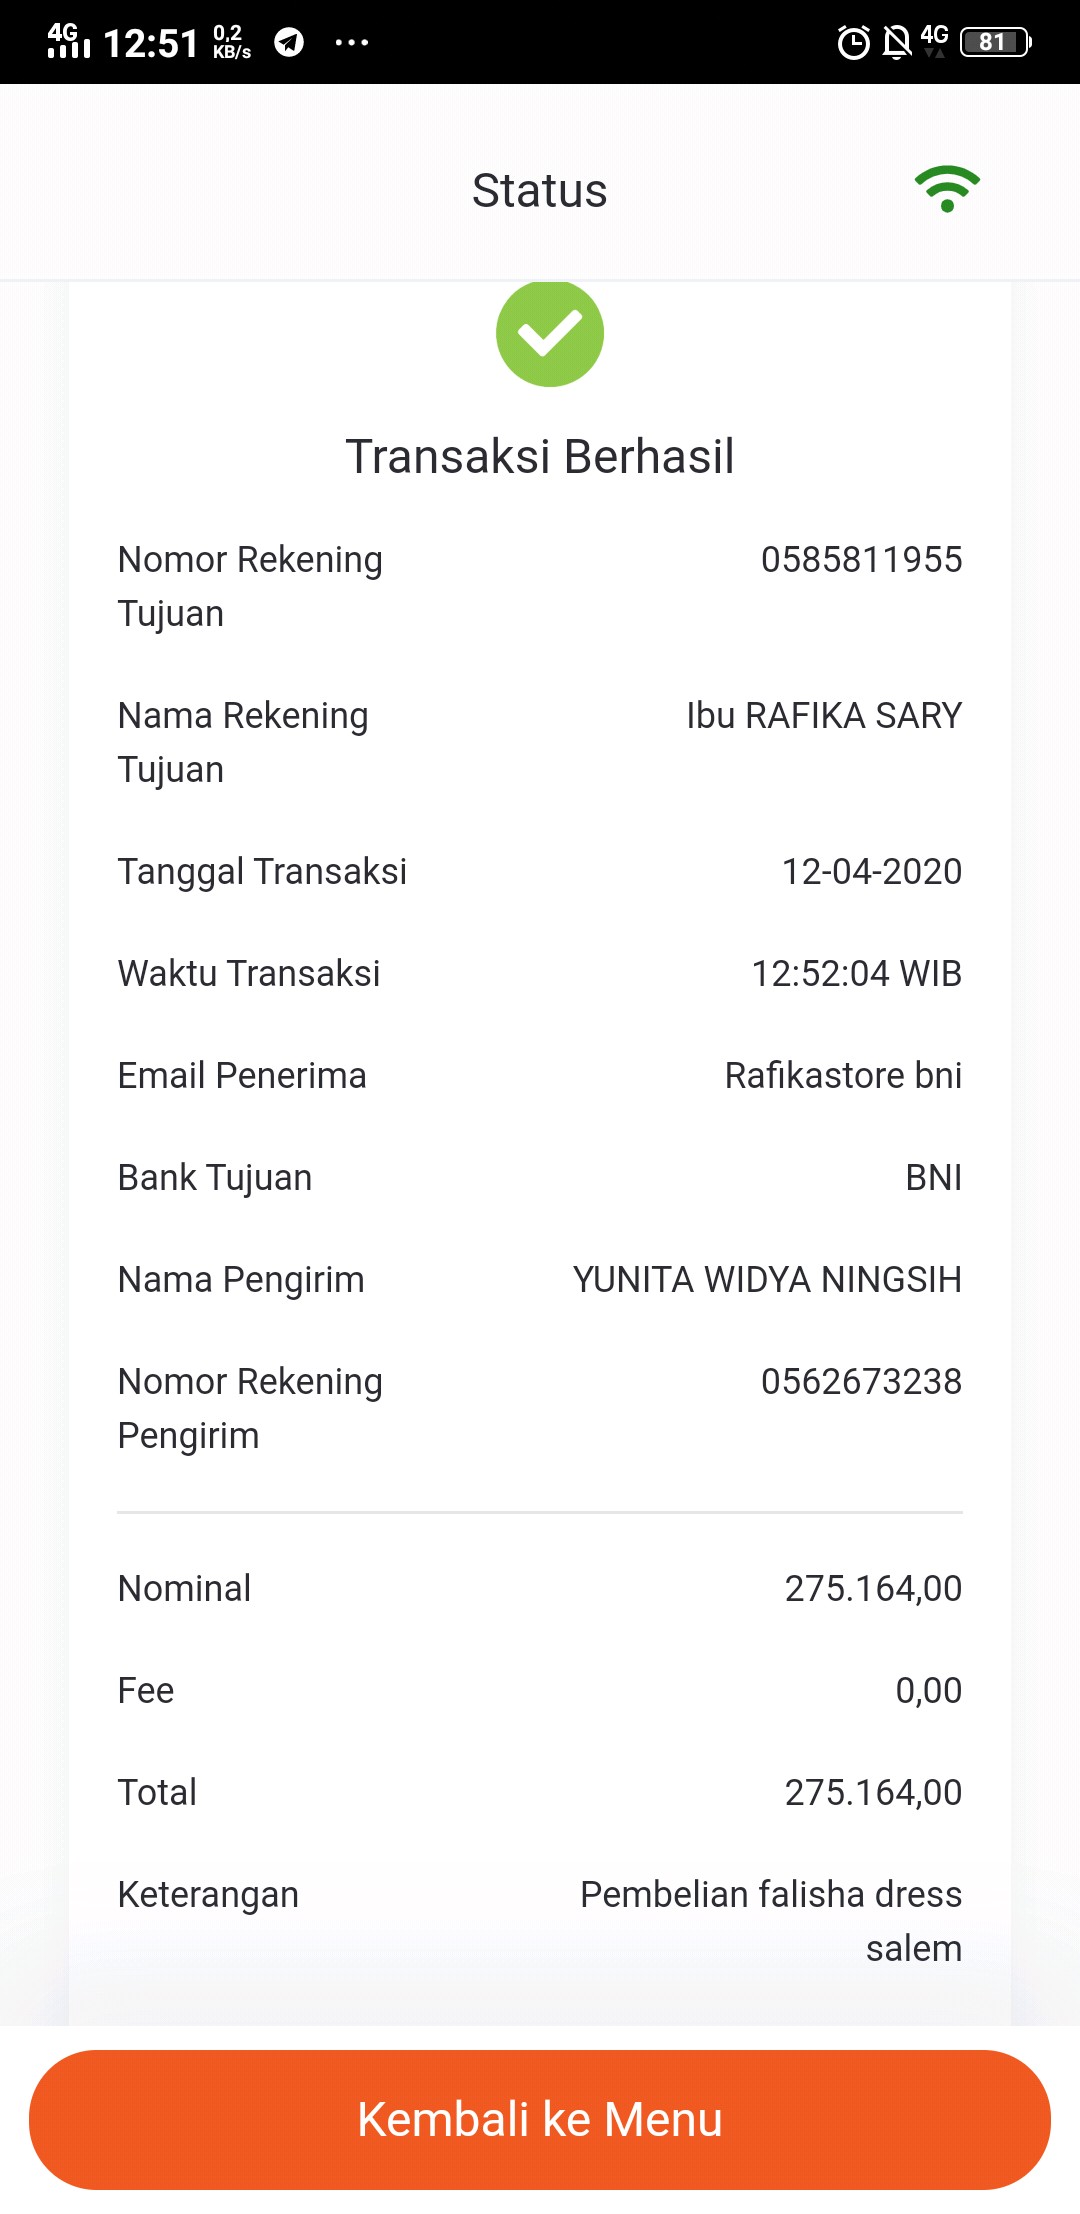 4G 12:51 0,2 KB/s ... 4G 81
Status
Transaksi Berhasil
Nomor Rekening Tujuan 0585811955
Nama Rekening Tujuan Ibu RAFIKA SARY
Tanggal Transaksi 12-04-2020
Waktu Transaksi 12:52:04 WIB
Email Penerima Rafikastore bni
Bank Tujuan BNI
Nama Pengirim YUNITA WIDYA NINGSIH
Nomor Rekening Pengirim 0562673238
Nominal 275.164,00
Fee 0,00
Total 275.164,00
Keterangan Pembelian falisha dress salem
Kembali ke Menu